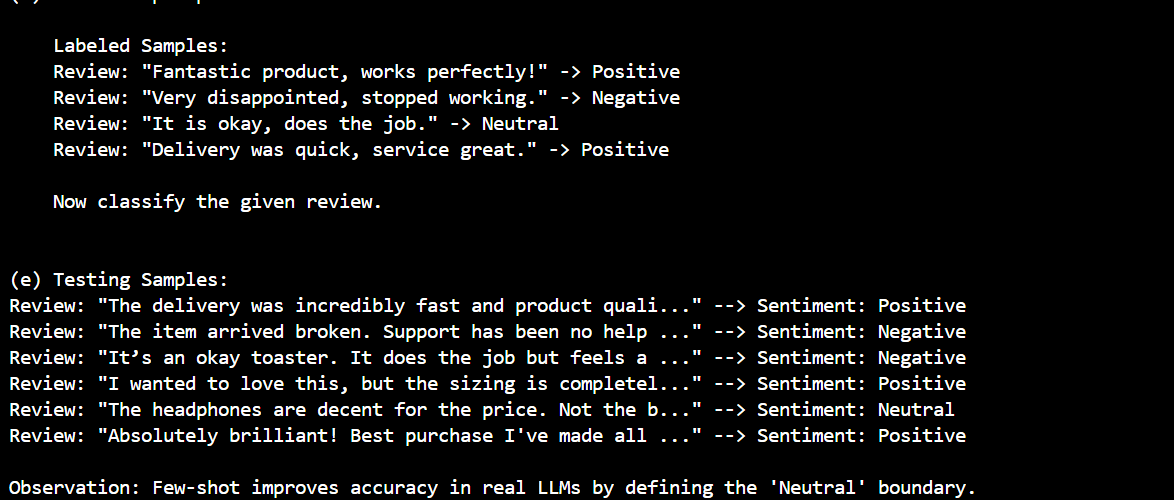 Labeled Samples:
Review: "Fantastic product, works perfectly!" -> Positive
Review: "Very disappointed, stopped working." -> Negative
Review: "It is okay, does the job." -> Neutral
Review: "Delivery was quick, service great." -> Positive
Now classify the given review.
(e) Testing Samples:
Review: "The delivery was incredibly fast and product quali..." --> Sentiment: Positive
Review: "The item arrived broken. Support has been no help ..." --> Sentiment: Negative
Review: "It’s an okay toaster. It does the job but feels a ..." --> Sentiment: Negative
Review: "I wanted to love this, but the sizing is completel..." --> Sentiment: Positive
Review: "The headphones are decent for the price. Not the b..." --> Sentiment: Neutral
Review: "Absolutely brilliant! Best purchase I've made all ..." --> Sentiment: Positive
Observation: Few-shot improves accuracy in real LLMs by defining the 'Neutral' boundary.